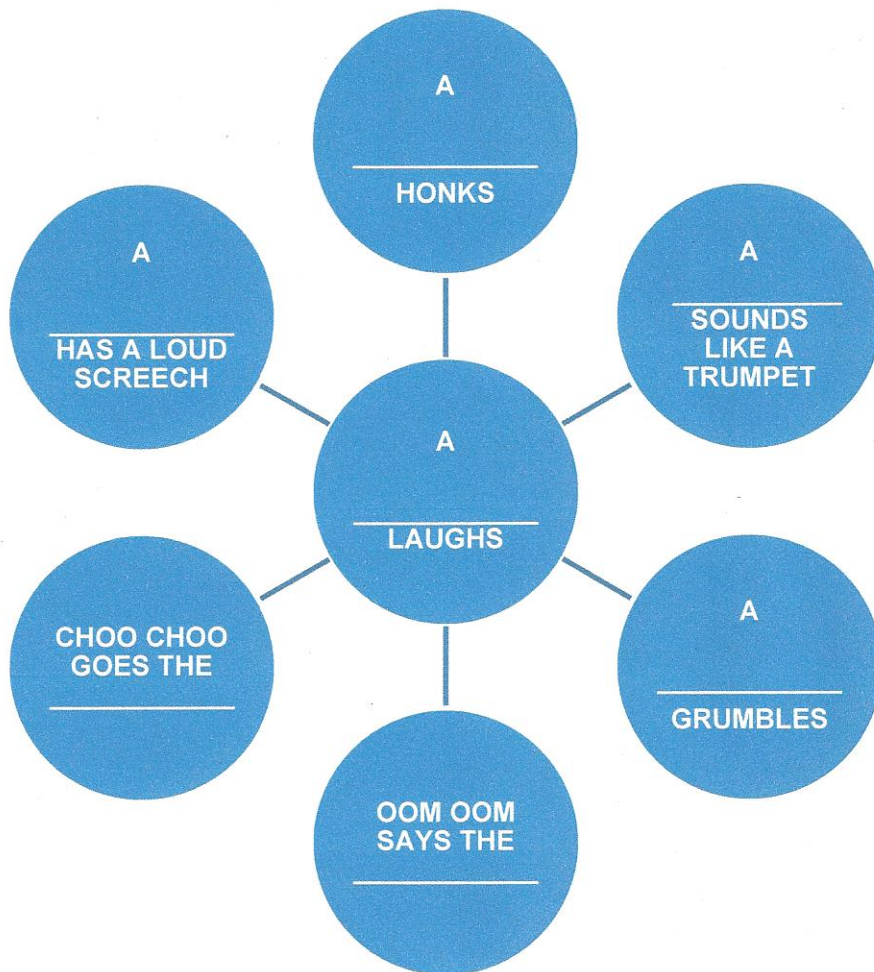 A
HONKS
A
HAS A LOUD
SCREECH
A
SOUNDS
LIKE A
TRUMPET
A
LAUGHS
CHOO CHOO
GOES THE
A
GRUMBLES
OOM OOM
SAYS THE